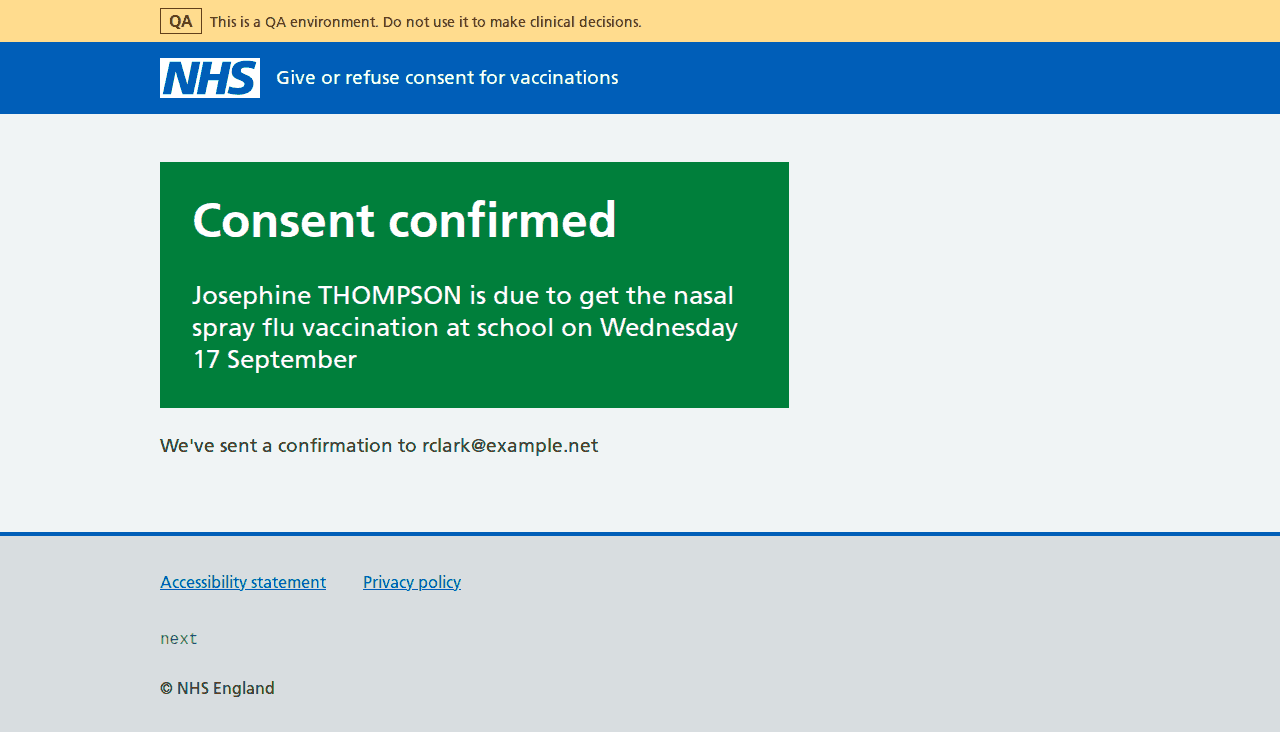 QA This is a QA environment. Do not use it to make clinical decisions.
NHS Give or refuse consent for vaccinations
Consent confirmed
Josephine THOMPSON is due to get the nasal
spray flu vaccination at school on Wednesday
17 September
We've sent a confirmation to rclark@example.net
Accessibility statement Privacy policy
next
© NHS England